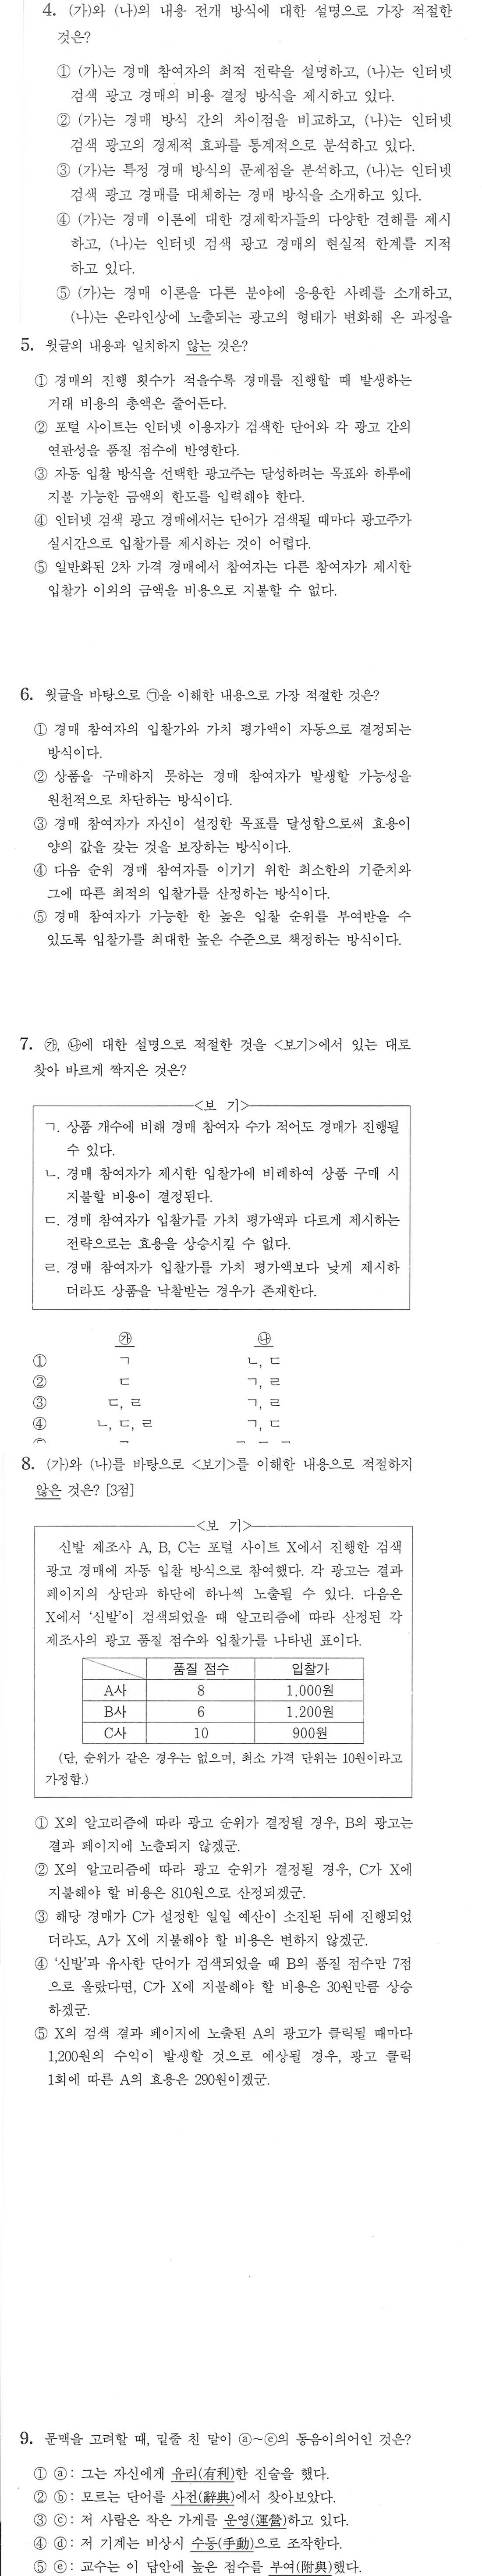 4. (가)와 (나)의 내용 전개 방식에 대한 설명으로 가장 적절한
것은?
① (가)는 경매 참여자의 최적 전략을 설명하고, (나)는 인터넷
검색 광고 경매의 비용 결정 방식을 제시하고 있다.
② (가)는 경매 방식 간의 차이점을 비교하고, (나)는 인터넷
검색 광고의 경제적 효과를 통계적으로 분석하고 있다.
③ (가)는 특정 경매 방식의 문제점을 분석하고, (나)는 인터넷
검색 광고 경매를 대체하는 경매 방식을 소개하고 있다.
④ (가)는 경매 이론에 대한 경제학자들의 다양한 견해를 제시
하고, (나)는 인터넷 검색 광고 경매의 현실적 한계를 지적
하고 있다.
⑤ (가)는 경매 이론을 다른 분야에 응용한 사례를 소개하고,
(나)는 온라인상에 노출되는 광고의 형태가 변화해 온 과정을
5. 윗글의 내용과 일치하지 않는 것은?
① 경매의 진행 횟수가 적을수록 경매를 진행할 때 발생하는
거래 비용의 총액은 줄어든다.
② 포털 사이트는 인터넷 이용자가 검색한 단어와 각 광고 간의
연관성을 품질 점수에 반영한다.
③ 자동 입찰 방식을 선택한 광고주는 달성하려는 목표와 하루에
지불 가능한 금액의 한도를 입력해야 한다.
④ 인터넷 검색 광고 경매에서는 단어가 검색될 때마다 광고주가
실시간으로 입찰가를 제시하는 것이 어렵다.
⑤ 일반화된 2차 가격 경매에서 참여자는 다른 참여자가 제시한
입찰가 이외의 금액을 비용으로 지불할 수 없다.
6. 윗글을 바탕으로 ㉠을 이해한 내용으로 가장 적절한 것은?
① 경매 참여자의 입찰가와 가치 평가액이 자동으로 결정되는
방식이다.
② 상품을 구매하지 못하는 경매 참여자가 발생할 가능성을
원천적으로 차단하는 방식이다.
③ 경매 참여자가 자신이 설정한 목표를 달성함으로써 효용이
양의 값을 갖는 것을 보장하는 방식이다.
④ 다음 순위 경매 참여자를 이기기 위한 최소한의 기준치와
그에 따른 최적의 입찰가를 산정하는 방식이다.
⑤ 경매 참여자가 가능한 한 높은 입찰 순위를 부여받을 수
있도록 입찰가를 최대한 높은 수준으로 책정하는 방식이다.
7. ㉮, ㉯에 대한 설명으로 적절한 것을 <보기>에서 있는 대로
찾아 바르게 짝지은 것은?
<보 기>
ㄱ. 상품 개수에 비해 경매 참여자 수가 적어도 경매가 진행될
수 있다.
ㄴ. 경매 참여자가 제시한 입찰가에 비례하여 상품 구매 시
지불할 비용이 결정된다.
ㄷ. 경매 참여자가 입찰가를 가치 평가액과 다르게 제시하는
전략으로는 효용을 상승시킬 수 없다.
ㄹ. 경매 참여자가 입찰가를 가치 평가액보다 낮게 제시하
더라도 상품을 낙찰받는 경우가 존재한다.
㉮ ㉯
① ㄱ ㄴ, ㄷ
② ㄷ ㄱ, ㄹ
③ ㄷ, ㄹ ㄱ, ㄹ
④ ㄴ, ㄷ, ㄹ ㄱ, ㄷ
8. (가)와 (나)를 바탕으로 <보기>를 이해한 내용으로 적절하지
않은 것은? [3점]
<보 기>
신발 제조사 A, B, C는 포털 사이트 X에서 진행한 검색
광고 경매에 자동 입찰 방식으로 참여했다. 각 광고는 결과
페이지의 상단과 하단에 하나씩 노출될 수 있다. 다음은
X에서 ‘신발’이 검색되었을 때 알고리즘에 따라 산정된 각
제조사의 광고 품질 점수와 입찰가를 나타낸 표이다.
품질 점수 입찰가
A사 8 1,000원
B사 6 1,200원
C사 10 900원
(단, 순위가 같은 경우는 없으며, 최소 가격 단위는 10원이라고
가정함.)
① X의 알고리즘에 따라 광고 순위가 결정될 경우, B의 광고는
결과 페이지에 노출되지 않겠군.
② X의 알고리즘에 따라 광고 순위가 결정될 경우, C가 X에
지불해야 할 비용은 810원으로 산정되겠군.
③ 해당 경매가 C가 설정한 일일 예산이 소진된 뒤에 진행되었
더라도, A가 X에 지불해야 할 비용은 변하지 않겠군.
④ ‘신발’과 유사한 단어가 검색되었을 때 B의 품질 점수만 7점
으로 올랐다면, C가 X에 지불해야 할 비용은 30원만큼 상승
하겠군.
⑤ X의 검색 결과 페이지에 노출된 A의 광고가 클릭될 때마다
1,200원의 수익이 발생할 것으로 예상될 경우, 광고 클릭
1회에 따른 A의 효용은 290원이겠군.
9. 문맥을 고려할 때, 밑줄 친 말이 ⓐ~ⓔ의 동음이의어인 것은?
① ⓐ: 그는 자신에게 유리(有利)한 진술을 했다.
② ⓑ: 모르는 단어를 사전(辭典)에서 찾아보았다.
③ ⓒ: 저 사람은 작은 가게를 운영(運營)하고 있다.
④ ⓓ: 저 기계는 비상시 수동(手動)으로 조작한다.
⑤ ⓔ: 교수는 이 답안에 높은 점수를 부여(附與)했다.